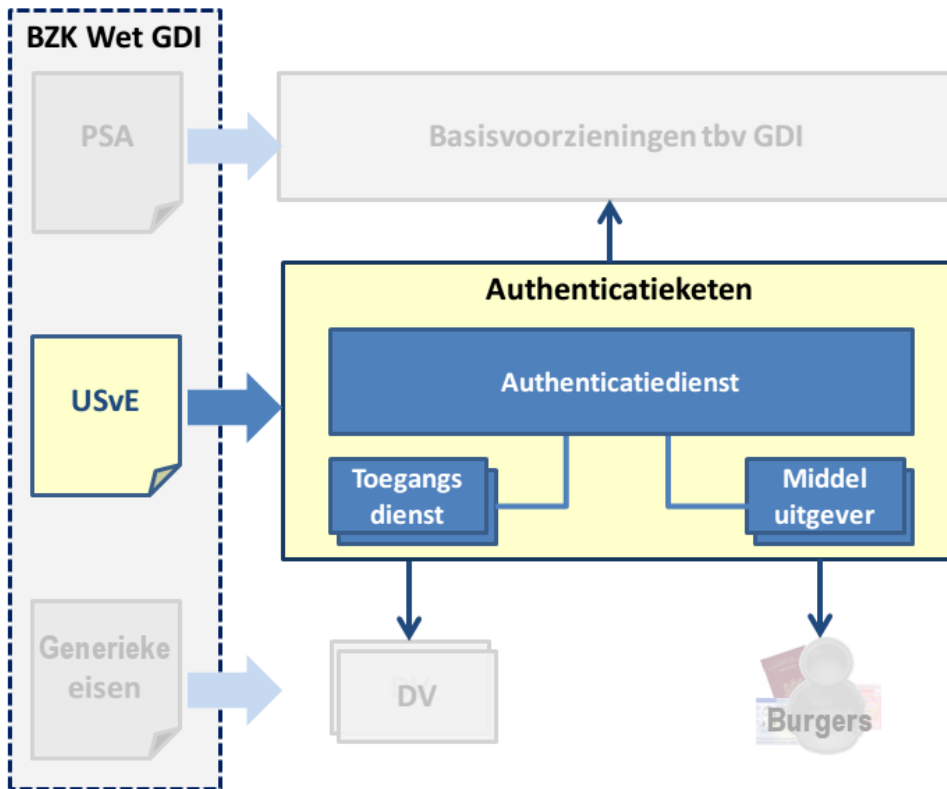 BZK Wet GDI
PSA
Basisvoorzieningen tbv GDI
Authenticatieketen
USvE
Authenticatiedienst
Toegangs
dienst
Middel
uitgever
Generieke
eisen
DV
Burgers